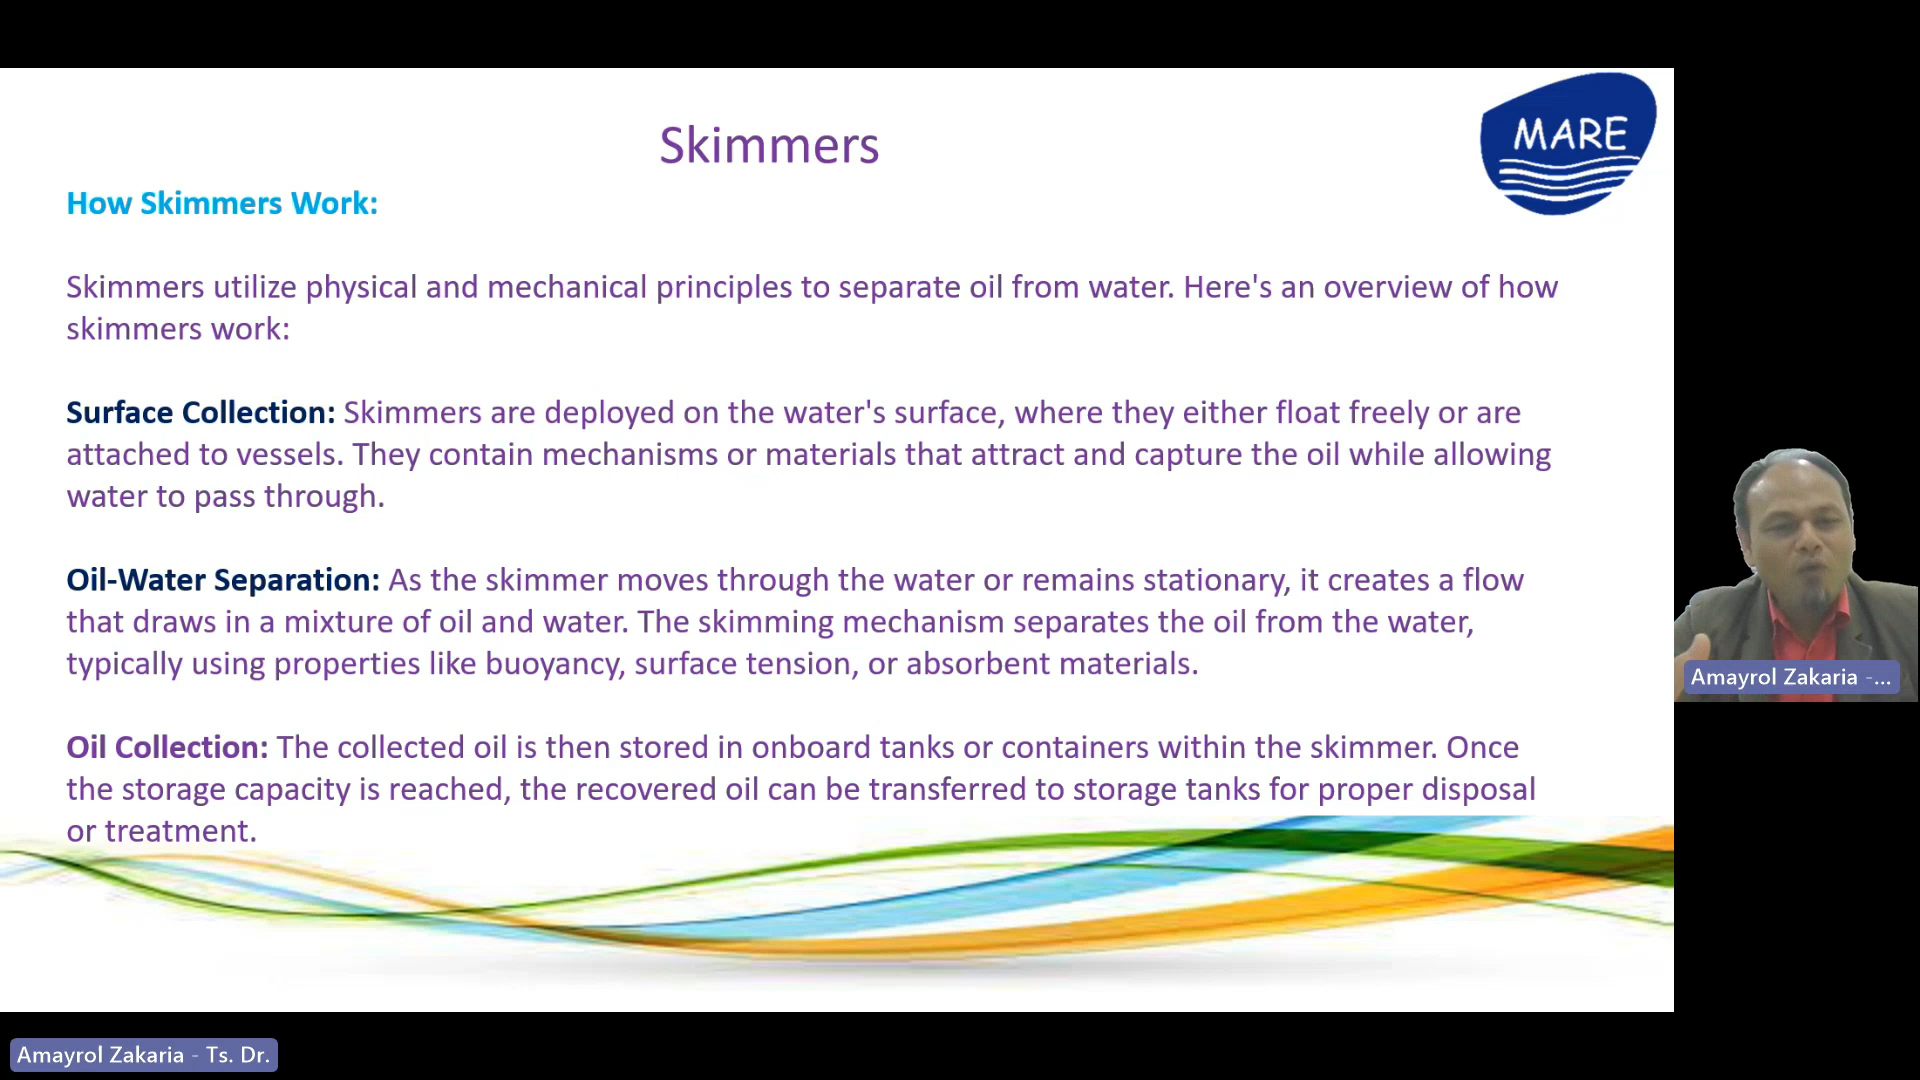 MARE
Skimmers
How Skimmers Work:
Skimmers utilize physical and mechanical principles to separate oil from water. Here's an overview of how
skimmers work:
Surface Collection: Skimmers are deployed on the water's surface, where they either float freely or are
attached to vessels. They contain mechanisms or materials that attract and capture the oil while allowing
water to pass through.
Oil-Water Separation: As the skimmer moves through the water or remains stationary, it creates a flow
that draws in a mixture of oil and water. The skimming mechanism separates the oil from the water,
typically using properties like buoyancy, surface tension, or absorbent materials.
Oil Collection: The collected oil is then stored in onboard tanks or containers within the skimmer. Once
the storage capacity is reached, the recovered oil can be transferred to storage tanks for proper disposal
or treatment.
Amayrol Zakaria -...
Amayrol Zakaria - Ts. Dr.